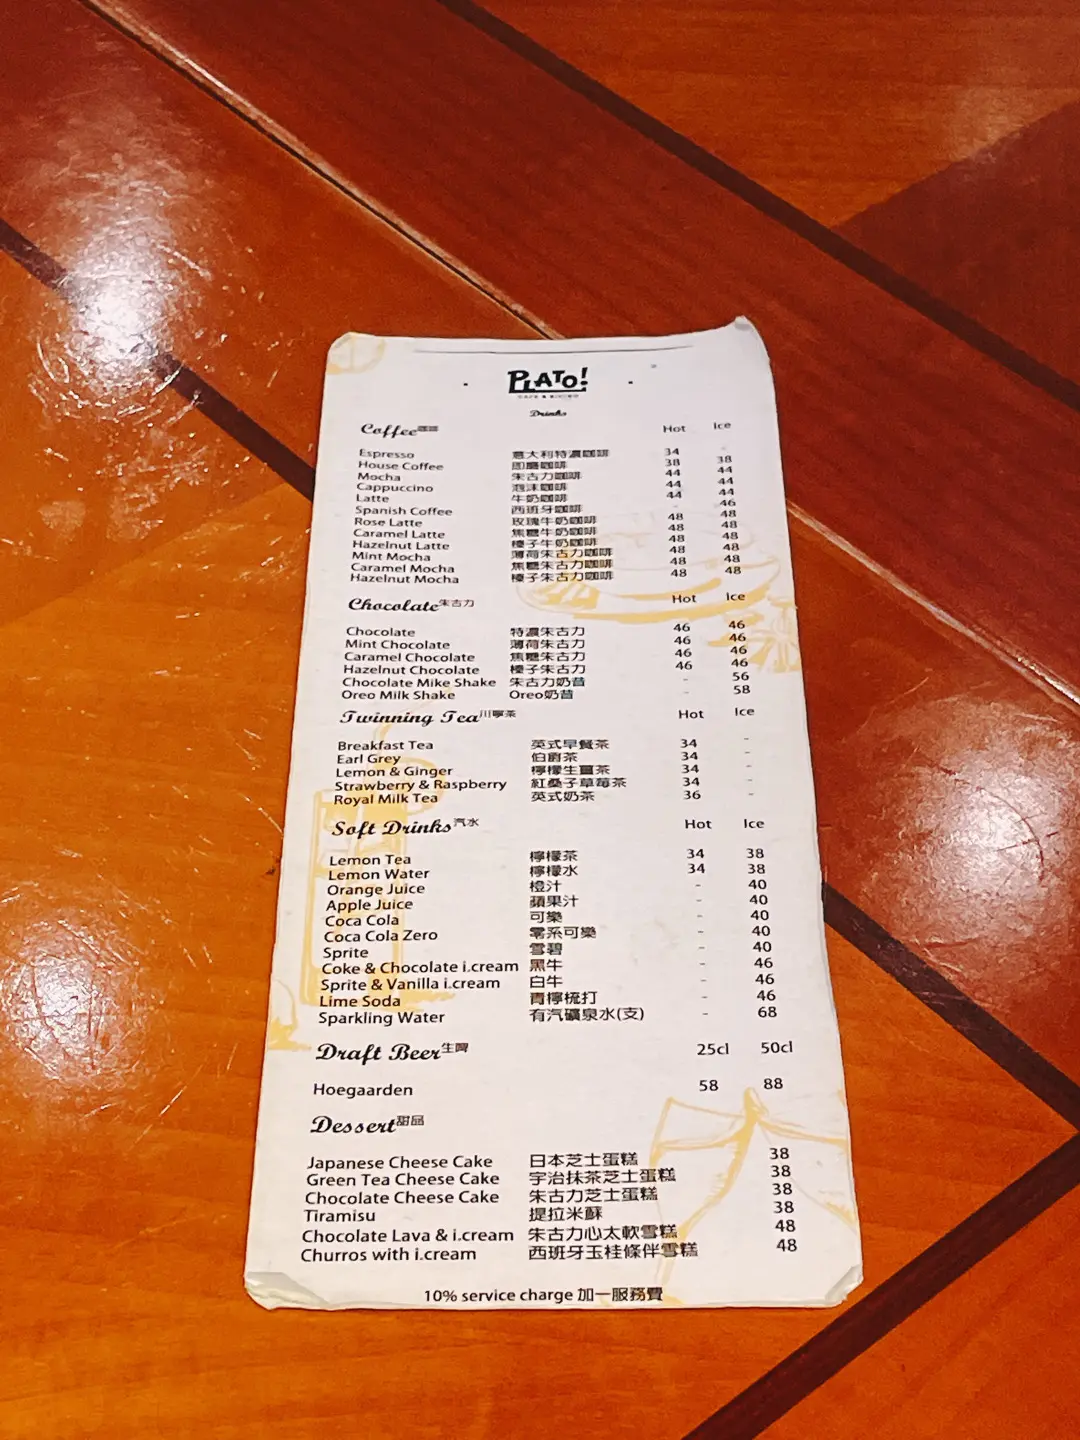 PLATO!
CAFE & BISTRO
Drinks
Coffee咖啡 Hot Ice
Espresso 意大利特濃咖啡 34 -
House Coffee 即磨咖啡 38 38
Mocha 朱古力咖啡 44 44
Cappuccino 泡沫咖啡 44 44
Latte 牛奶咖啡 44 44
Spanish Coffee 西班牙咖啡 - 46
Rose Latte 玫瑰牛奶咖啡 48 48
Caramel Latte 焦糖牛奶咖啡 48 48
Hazelnut Latte 榛子牛奶咖啡 48 48
Mint Mocha 薄荷朱古力咖啡 48 48
Caramel Mocha 焦糖朱古力咖啡 48 48
Hazelnut Mocha 榛子朱古力咖啡 48 48
Chocolate朱古力 Hot Ice
Chocolate 特濃朱古力 46 46
Mint Chocolate 薄荷朱古力 46 46
Caramel Chocolate 焦糖朱古力 46 46
Hazelnut Chocolate 榛子朱古力 46 46
Chocolate Mike Shake 朱古力奶昔 - 56
Oreo Milk Shake Oreo奶昔 - 58
Twinning Tea川寧茶 Hot Ice
Breakfast Tea 英式早餐茶 34 -
Earl Grey 伯爵茶 34 -
Lemon & Ginger 檸檬生薑茶 34 -
Strawberry & Raspberry 紅桑子草莓茶 34 -
Royal Milk Tea 英式奶茶 36 -
Soft Drinks汽水 Hot Ice
Lemon Tea 檸檬茶 34 38
Lemon Water 檸檬水 34 38
Orange Juice 橙汁 - 40
Apple Juice 蘋果汁 - 40
Coca Cola 可樂 - 40
Coca Cola Zero 零系可樂 - 40
Sprite 雪碧 - 40
Coke & Chocolate i.cream 黑牛 - 46
Sprite & Vanilla i.cream 白牛 - 46
Lime Soda 青檸梳打 - 46
Sparkling Water 有汽礦泉水(支) - 68
Draft Beer生啤 25cl 50cl
Hoegaarden 58 88
Dessert甜品
Japanese Cheese Cake 日本芝士蛋糕 38
Green Tea Cheese Cake 宇治抹茶芝士蛋糕 38
Chocolate Cheese Cake 朱古力芝士蛋糕 38
Tiramisu 提拉米蘇 38
Chocolate Lava & i.cream 朱古力心太軟雪糕 48
Churros with i.cream 西班牙玉桂條伴雪糕 48
10% service charge 加一服務費